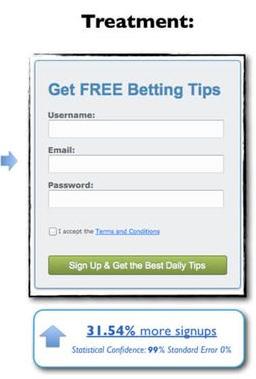 Treatment:
Get FREE Betting Tips
Username:
Email:
Password:
I accept the Terms and Conditions
Sign Up & Get the Best Daily Tips
31.54% more signups
Statistical Confidence: 99% Standard Error 0%